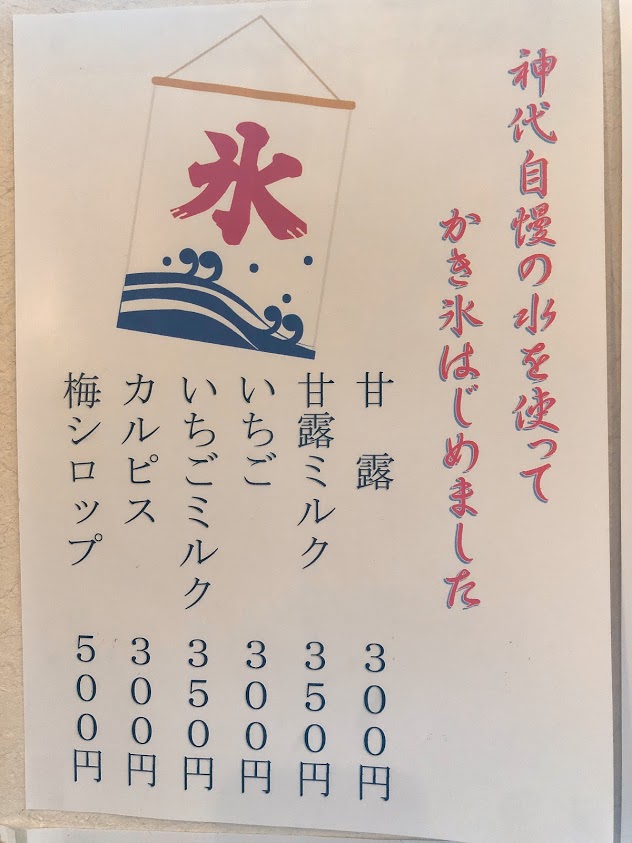 神代自慢の水を使って
かき氷はじめました
氷
甘露 300円
甘露ミルク 350円
いちご 300円
いちごミルク 350円
カルピス 300円
梅シロップ 500円